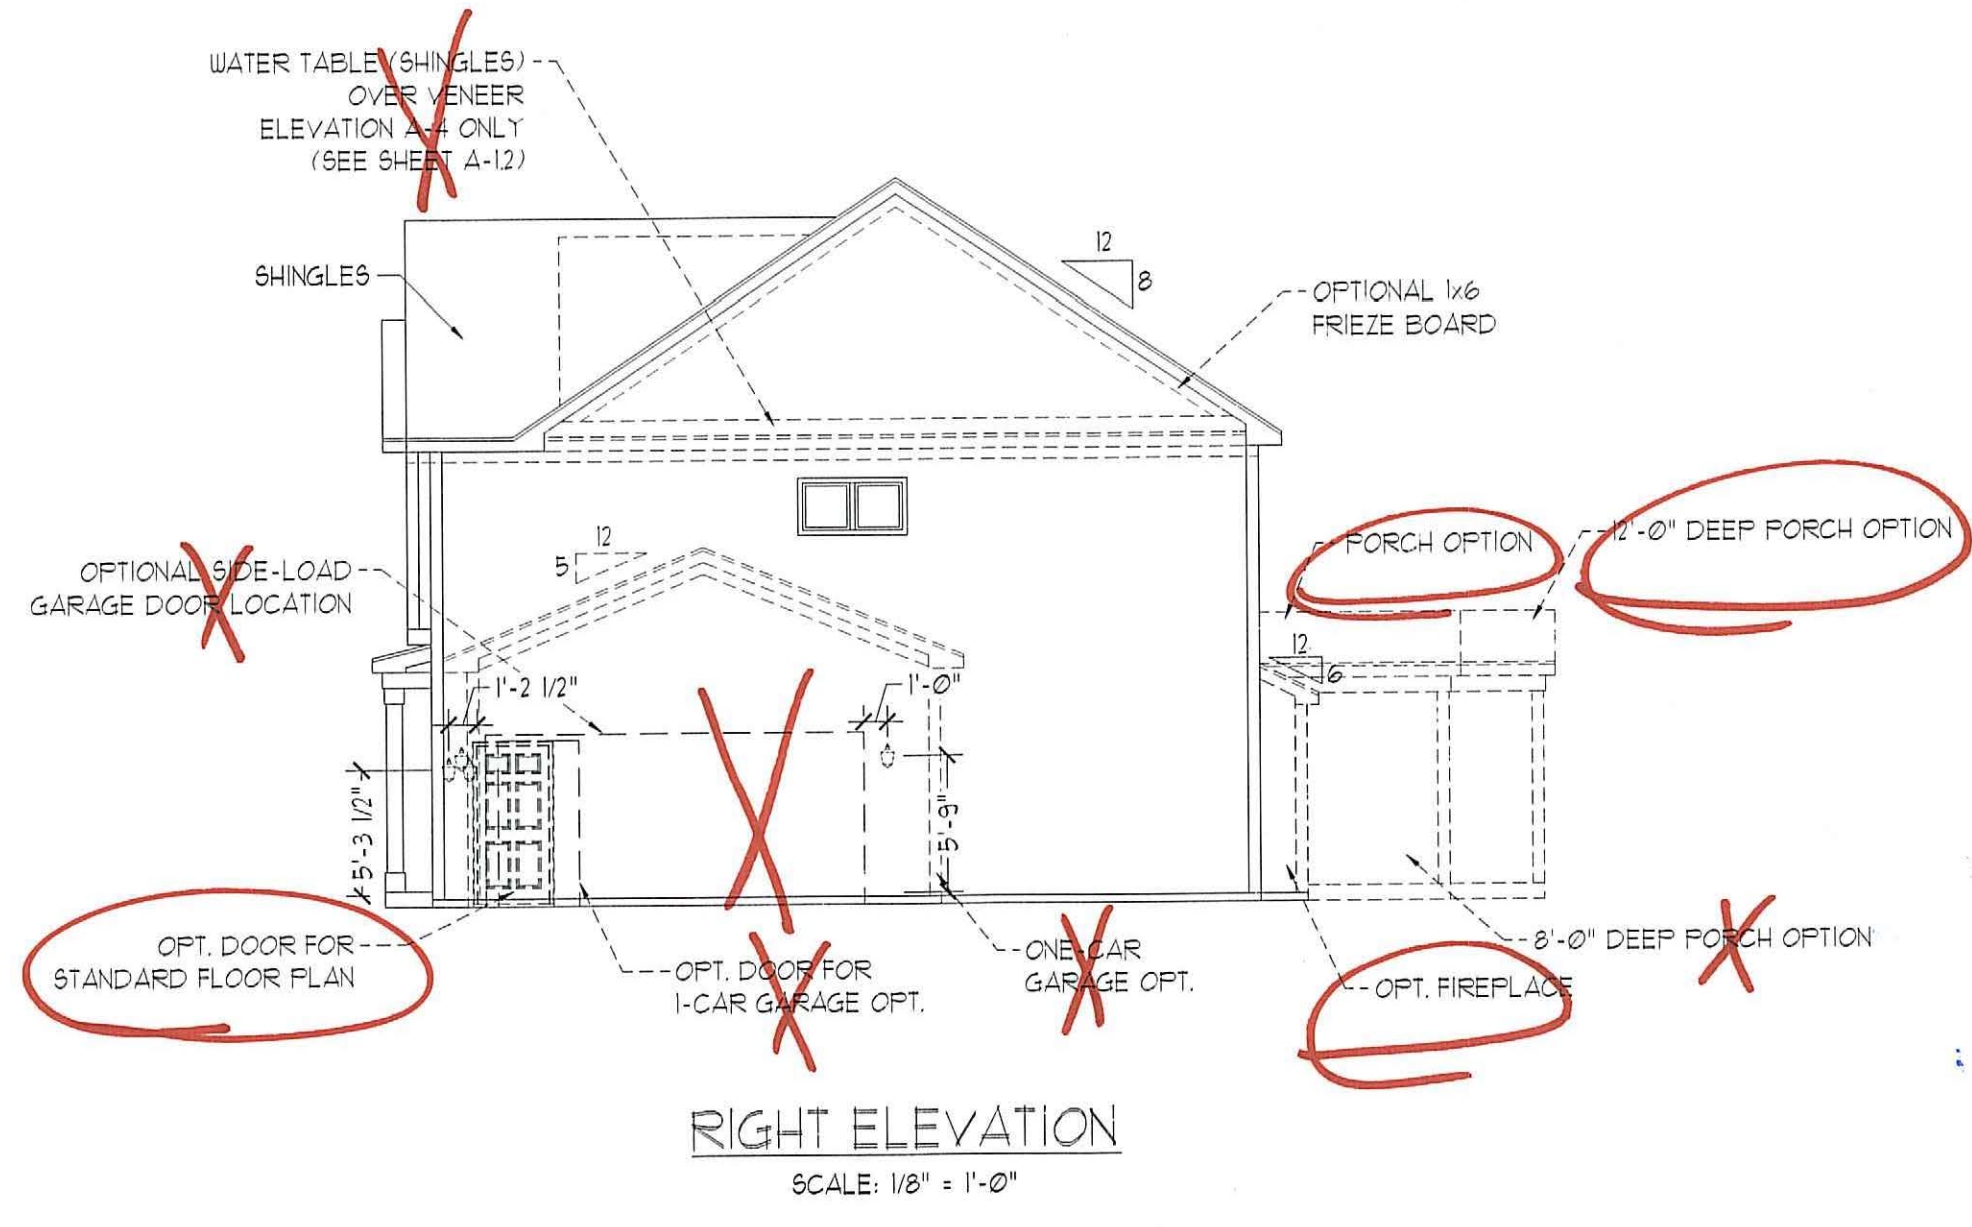 WATER TABLE (SHINGLES)
OVER VENEER
ELEVATION A-4 ONLY
(SEE SHEET A-1.2)
SHINGLES
12
8
OPTIONAL 1x6
FRIEZE BOARD
12
5
PORCH OPTION
12'-0" DEEP PORCH OPTION
OPTIONAL SIDE-LOAD
GARAGE DOOR LOCATION
12
6
1'-2 1/2"
1'-0"
5'-3 1/2"
5'-9"
OPT. DOOR FOR
STANDARD FLOOR PLAN
OPT. DOOR FOR
1-CAR GARAGE OPT.
ONE-CAR
GARAGE OPT.
8'-0" DEEP PORCH OPTION
OPT. FIREPLACE
RIGHT ELEVATION
SCALE: 1/8" = 1'-0"